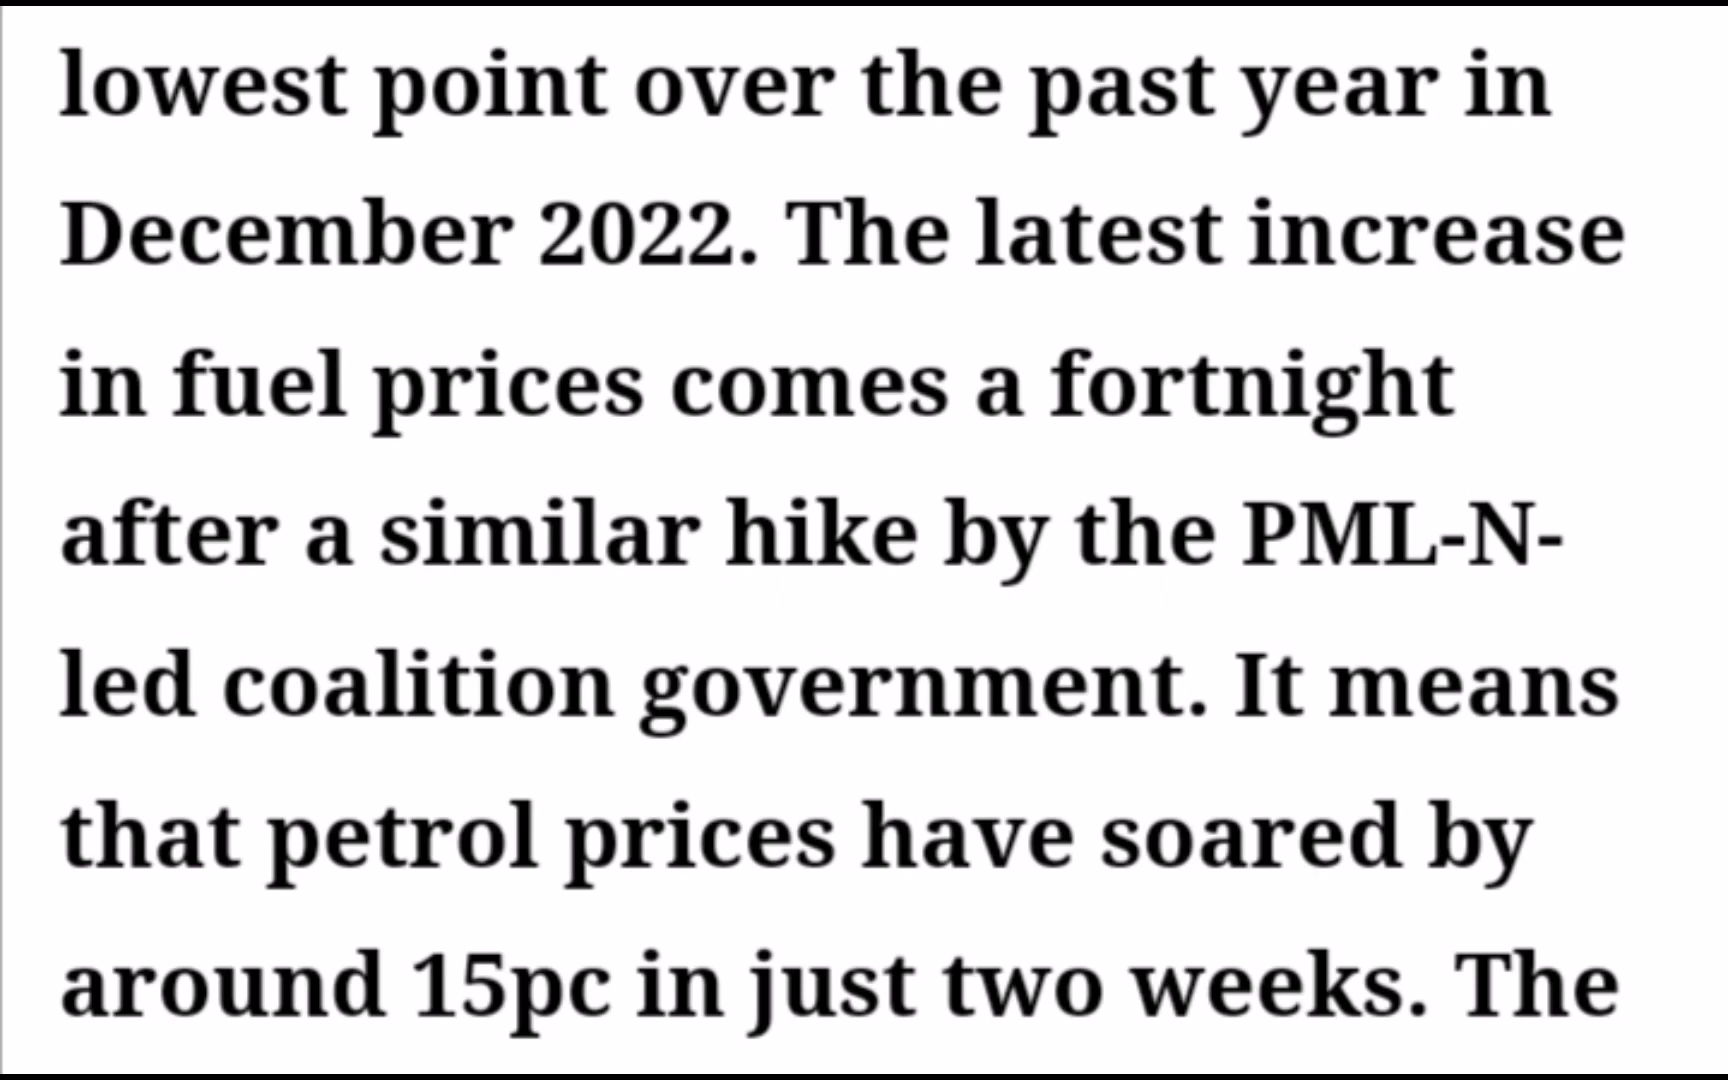 lowest point over the past year in
December 2022. The latest increase
in fuel prices comes a fortnight
after a similar hike by the PML-N-
led coalition government. It means
that petrol prices have soared by
around 15pc in just two weeks. The